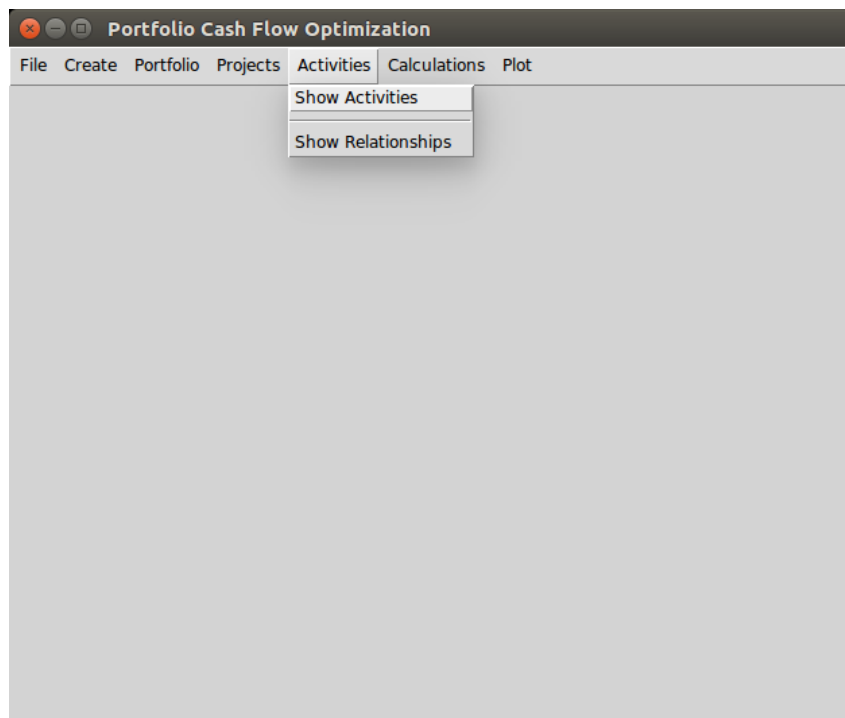 Portfolio Cash Flow Optimization
File Create Portfolio Projects Activities Calculations Plot
Show Activities
Show Relationships